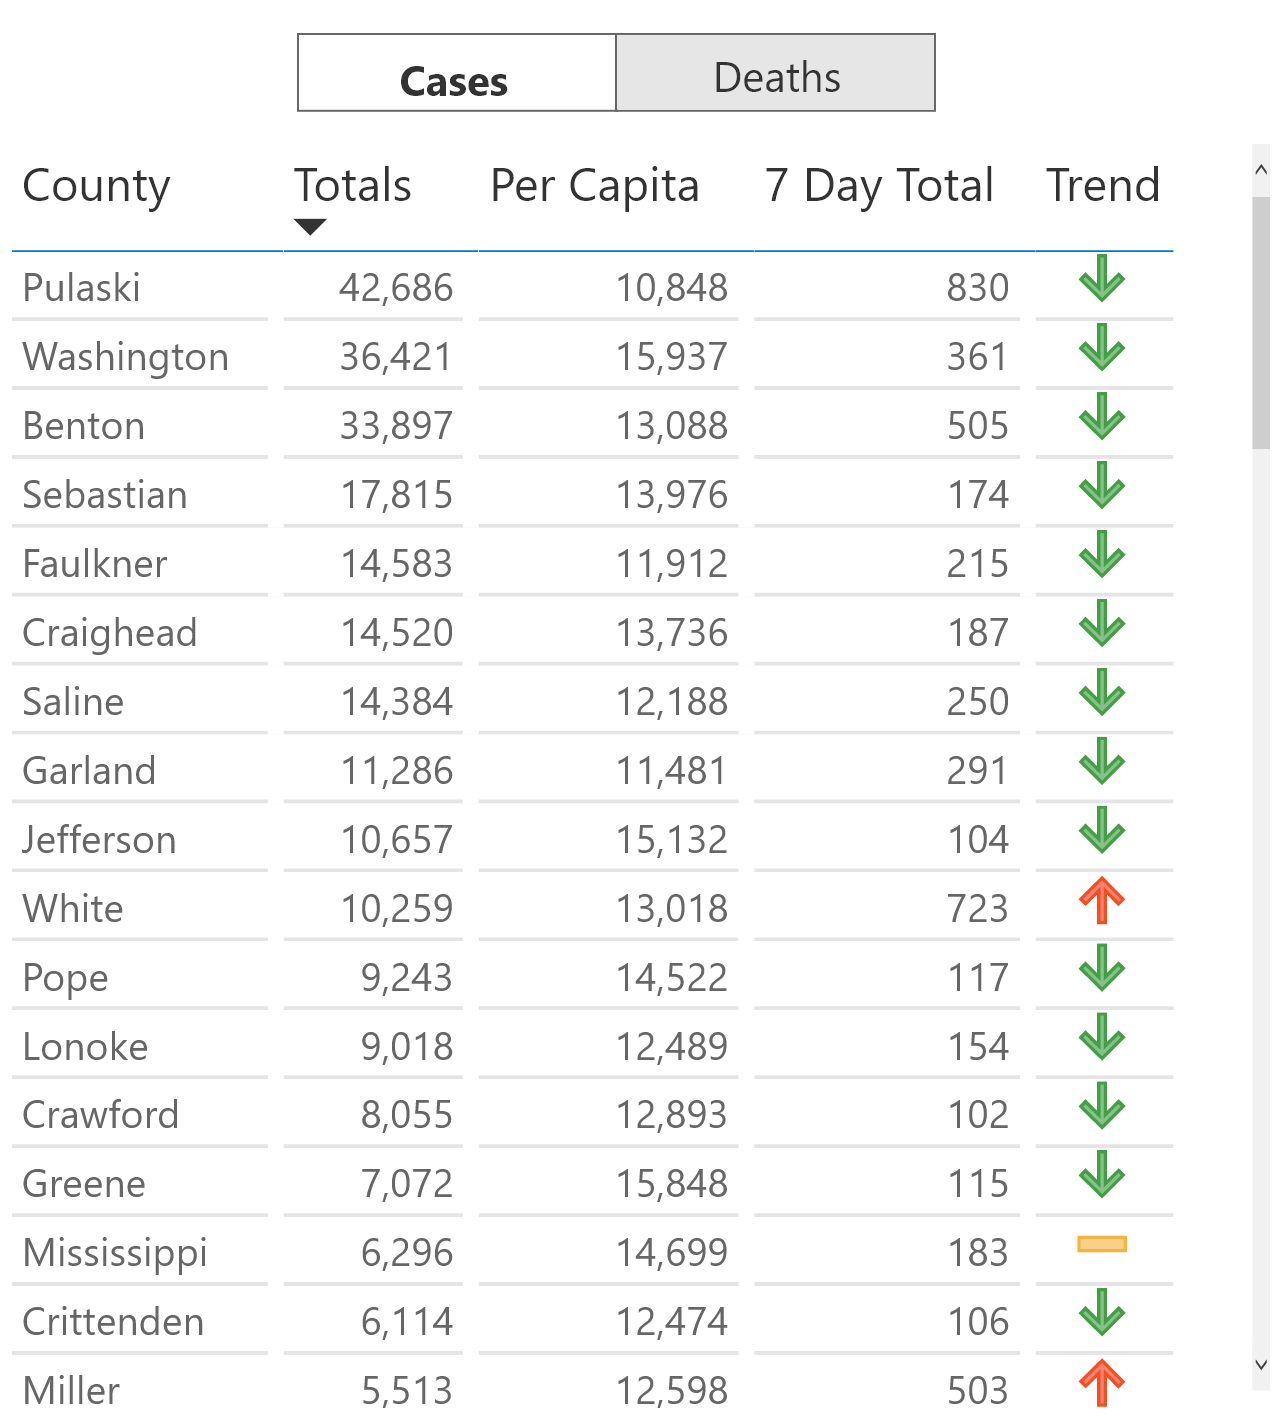 Cases Deaths
County Totals Per Capita 7 Day Total Trend
Pulaski 42,686 10,848 830
Washington 36,421 15,937 361
Benton 33,897 13,088 505
Sebastian 17,815 13,976 174
Faulkner 14,583 11,912 215
Craighead 14,520 13,736 187
Saline 14,384 12,188 250
Garland 11,286 11,481 291
Jefferson 10,657 15,132 104
White 10,259 13,018 723
Pope 9,243 14,522 117
Lonoke 9,018 12,489 154
Crawford 8,055 12,893 102
Greene 7,072 15,848 115
Mississippi 6,296 14,699 183
Crittenden 6,114 12,474 106
Miller 5,513 12,598 503